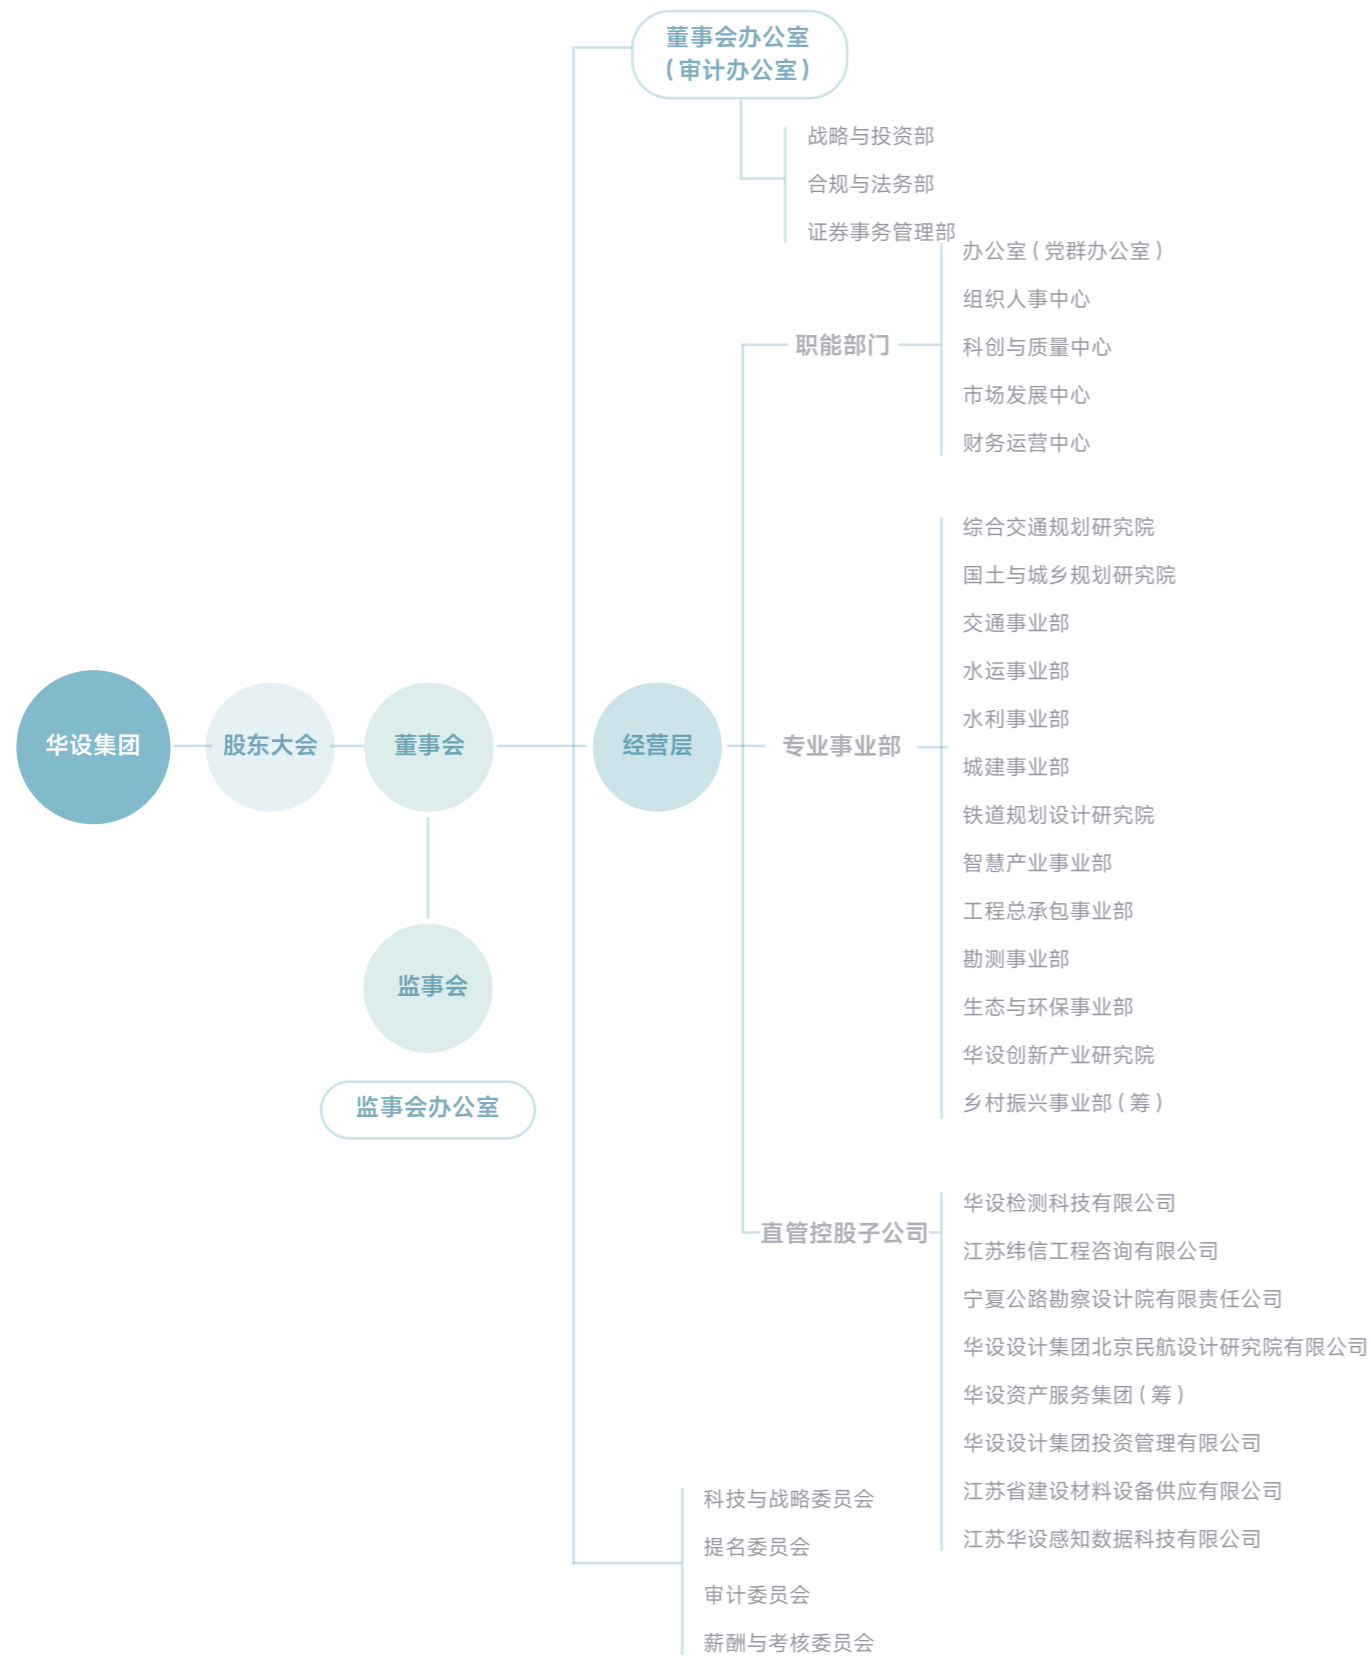 董事会办公室
(审计办公室)
战略与投资部
合规与法务部
证券事务管理部
办公室(党群办公室)
组织人事中心
职能部门
科创与质量中心
市场发展中心
财务运营中心
综合交通规划研究院
国土与城乡规划研究院
交通事业部
水运事业部
水利事业部
华设集团
股东大会
董事会
经营层
专业事业部
城建事业部
铁道规划设计研究院
智慧产业事业部
工程总承包事业部
勘测事业部
监事会
生态与环保事业部
华设创新产业研究院
监事会办公室
乡村振兴事业部(筹)
华设检测科技有限公司
直管控股子公司
江苏纬信工程咨询有限公司
宁夏公路勘察设计院有限责任公司
华设设计集团北京民航设计研究院有限公司
华设资产服务集团(筹)
华设设计集团投资管理有限公司
江苏省建设材料设备供应有限公司
科技与战略委员会
江苏华设感知数据科技有限公司
提名委员会
审计委员会
薪酬与考核委员会